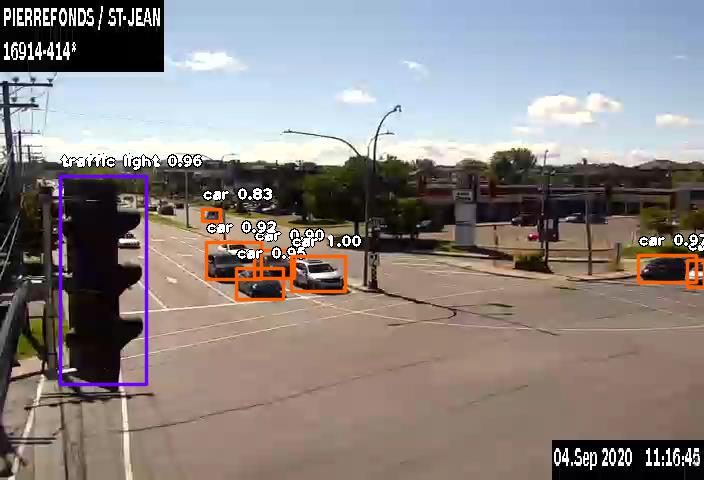 PIERREFONDS / ST-JEAN
16914-414*
traffic light 0.96
car 0.83
car 0.92
car 0.90
car 1.00
car 0.95
car 0.97
04.Sep 2020 11:16:45